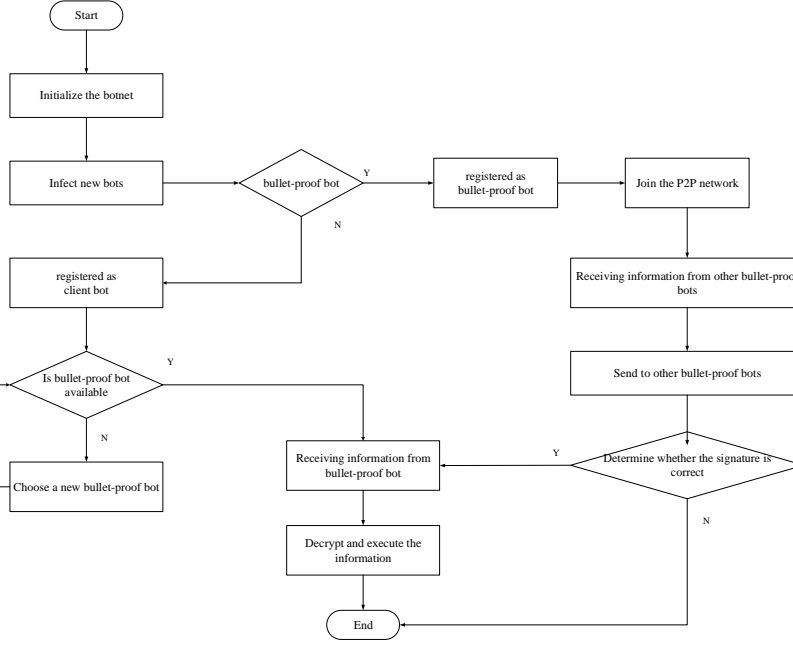 Start
Initialize the botnet
Infect new bots
bullet-proof bot
Y
registered as
bullet-proof bot
Join the P2P network
N
registered as
client bot
Receiving information from other bullet-proo
bots
Is bullet-proof bot
available
Y
Send to other bullet-proof bots
N
Choose a new bullet-proof bot
Receiving information from
bullet-proof bot
Y
Determine whether the signature is
correct
N
Decrypt and execute the
information
End